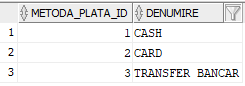 METODA_PLATA_ID DENUMIRE
1 1 CASH
2 2 CARD
3 3 TRANSFER BANCAR